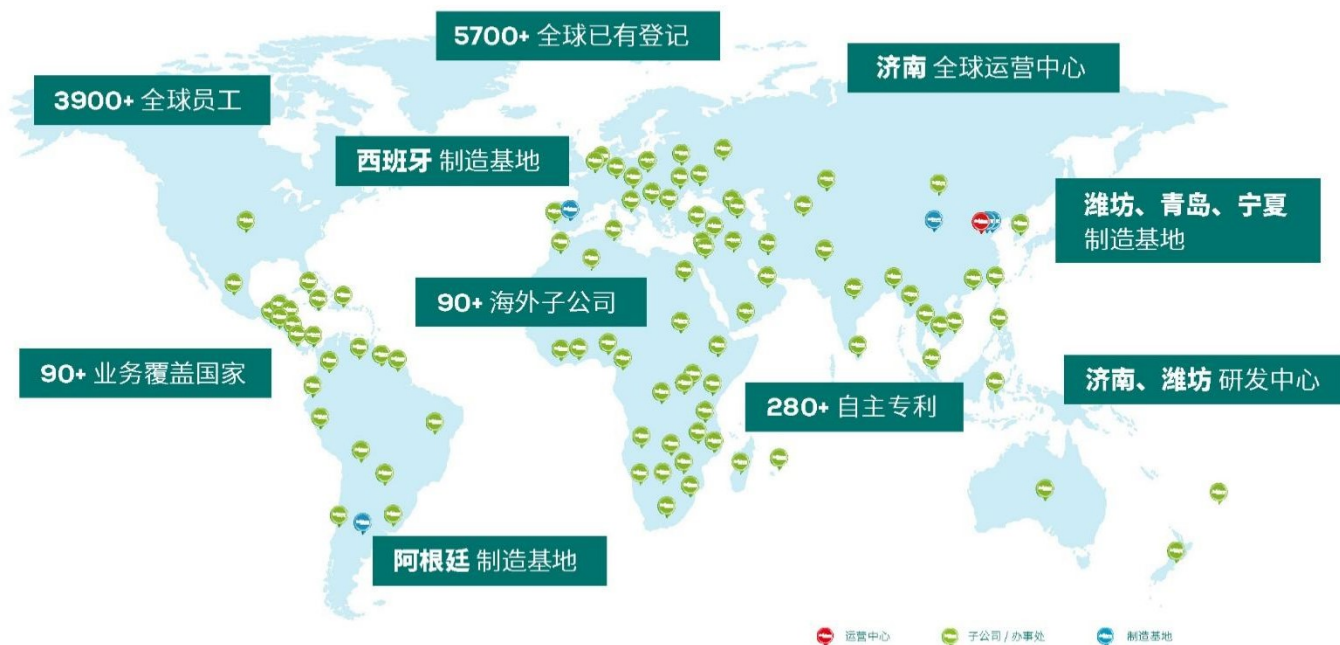 5700+ 全球已有登记
济南 全球运营中心
3900+ 全球员工
西班牙 制造基地
潍坊、青岛、宁夏
制造基地
90+ 海外子公司
90+ 业务覆盖国家
济南、潍坊 研发中心
280+ 自主专利
阿根廷 制造基地
运营中心
子公司 / 办事处
制造基地